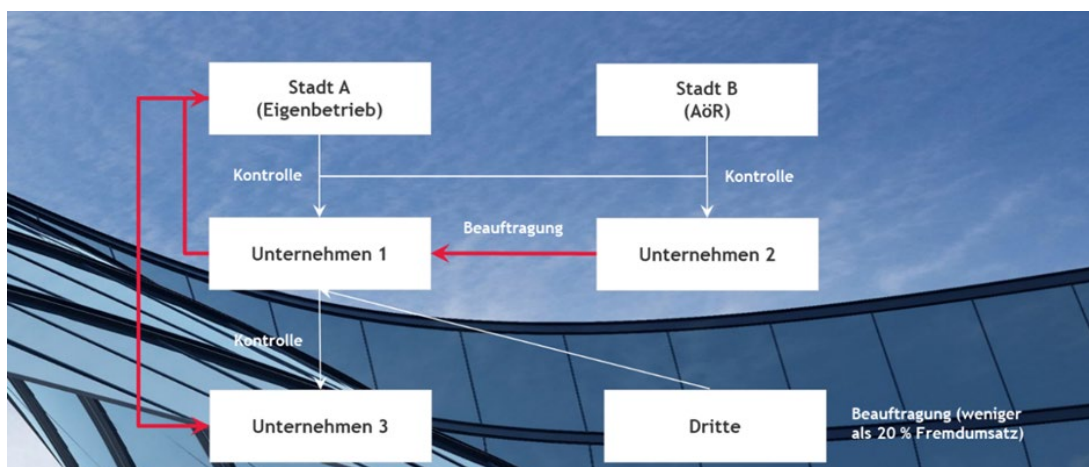 Stadt A
(Eigenbetrieb)
Stadt B
(AöR)
Kontrolle
Kontrolle
Unternehmen 1
Beauftragung
Unternehmen 2
Kontrolle
Unternehmen 3
Dritte
Beauftragung (weniger
als 20 % Fremdumsatz)